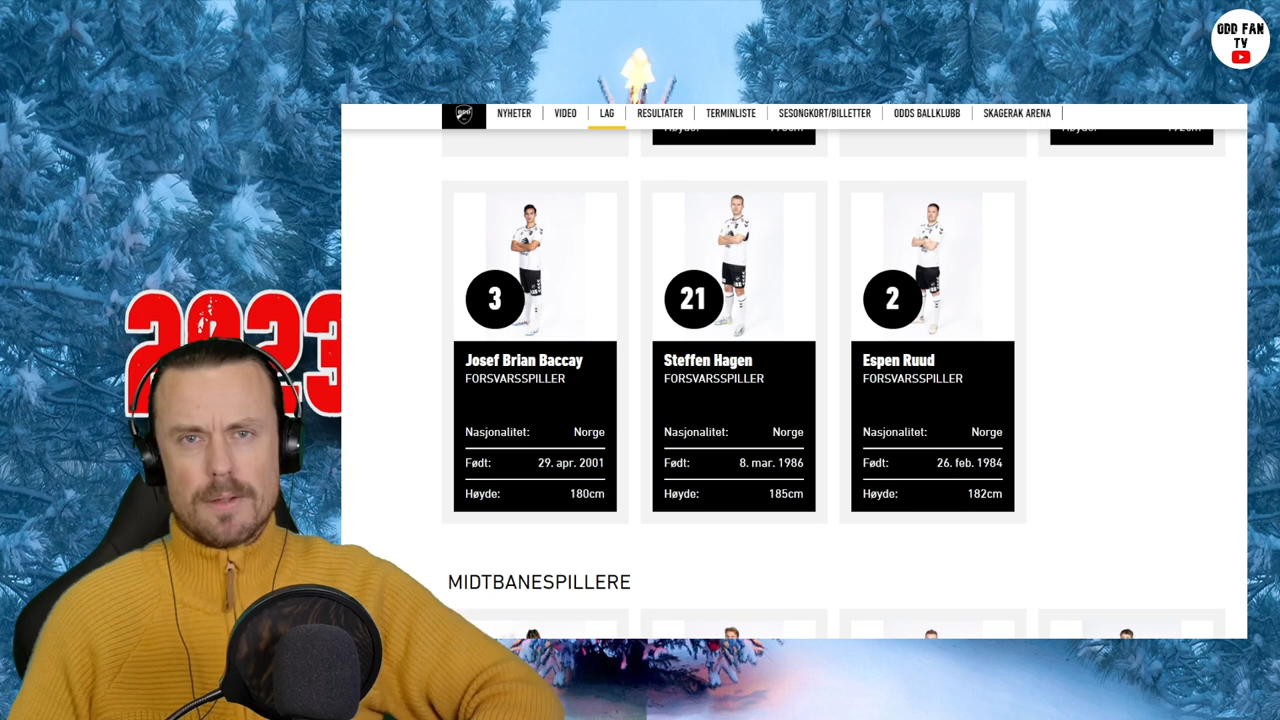 ODD FAN
TV
NYHETER
VIDEO
LAG
RESULTATER
TERMINLISTE
SESONGKORT/BILLETTER
ODDS BALLKLUBB
SKAGERAK ARENA
2023
3
Josef Brian Baccay
FORSVARSSPILLER
Nasjonalitet: Norge
Født: 29. apr. 2001
Høyde: 180cm
21
Steffen Hagen
FORSVARSSPILLER
Nasjonalitet: Norge
Født: 8. mar. 1986
Høyde: 185cm
2
Espen Ruud
FORSVARSSPILLER
Nasjonalitet: Norge
Født: 26. feb. 1984
Høyde: 182cm
MIDTBANESPILLERE